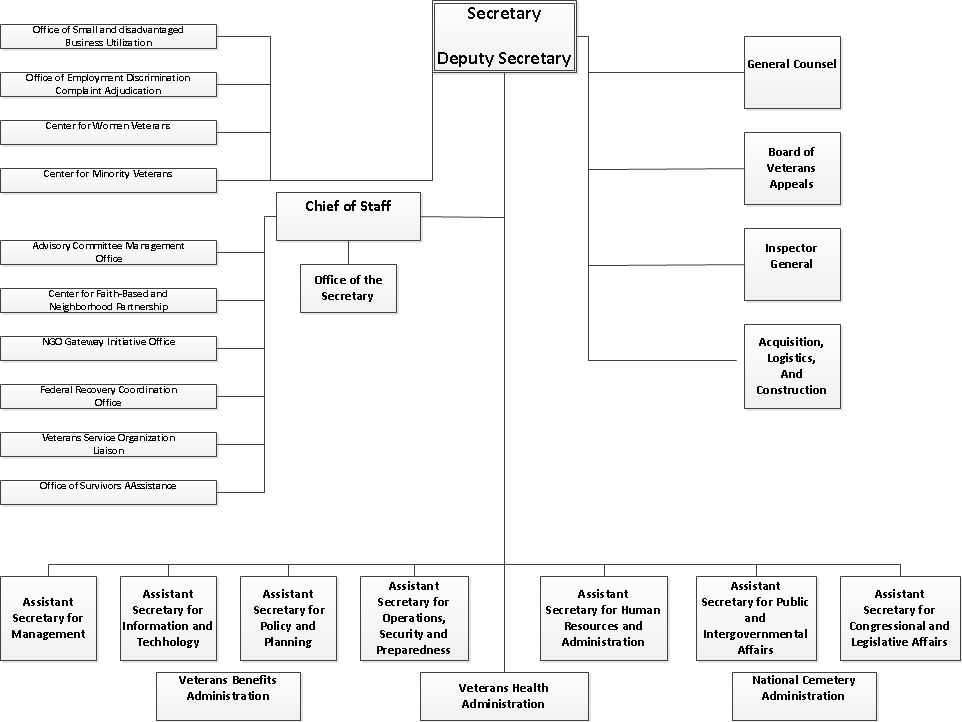 Secretary
Deputy Secretary
Office of Small and disadvantaged
Business Utilization
Office of Employment Discrimination
Complaint Adjudication
Center for Women Veterans
Center for Minority Veterans
General Counsel
Board of
Veterans
Appeals
Inspector
General
Acquisition,
Logistics,
And
Construction
Chief of Staff
Office of the
Secretary
Advisory Committee Management
Office
Center for Faith-Based and
Neighborhood Partnership
NGO Gateway Initiative Office
Federal Recovery Coordination
Office
Veterans Service Organization
Liaison
Office of Survivors AAssistance
Assistant
Secretary for
Management
Assistant
Secretary for
Information and
Techhology
Assistant
Secretary for
Policy and
Planning
Assistant
Secretary for
Operations,
Security and
Preparedness
Assistant
Secretary for Human
Resources and
Administration
Assistant
Secretary for Public
and
Intergovernmental
Affairs
Assistant
Secretary for
Congressional and
Legislative Affairs
Veterans Benefits
Administration
Veterans Health
Administration
National Cemetery
Administration